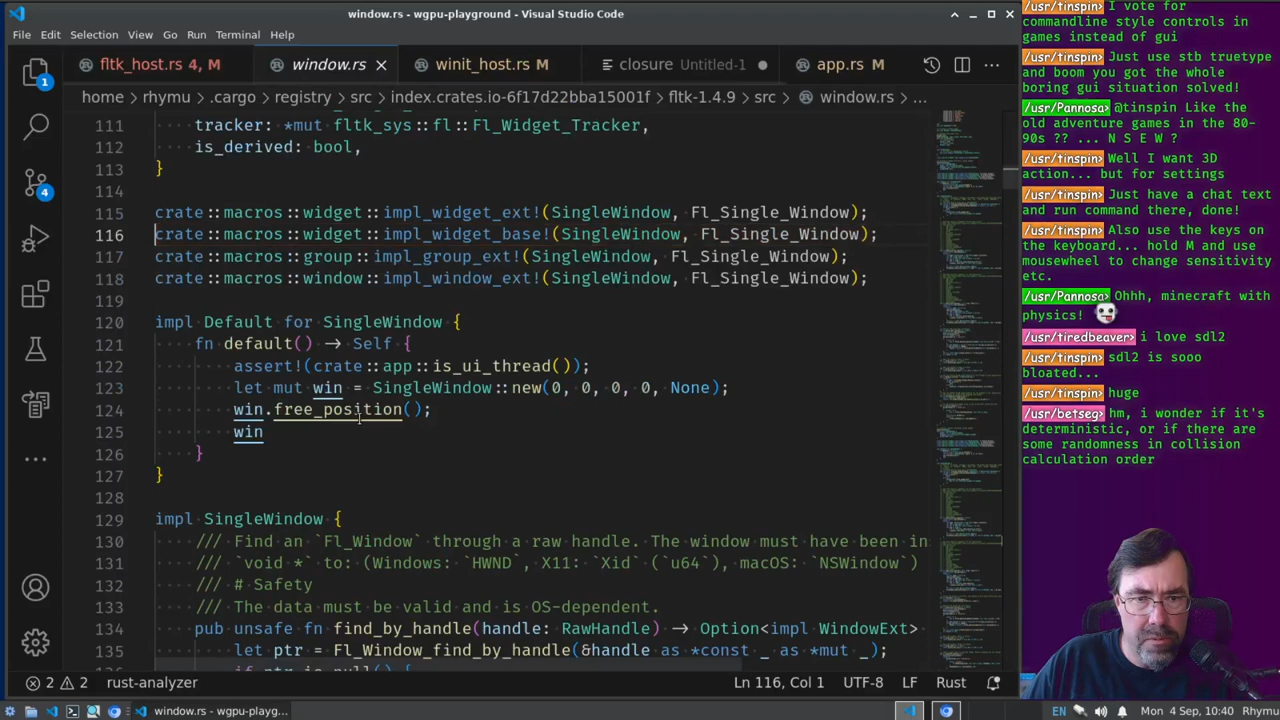 window.rs - wgpu-playground - Visual Studio Code
File Edit Selection View Go Run Terminal Help
fltk_host.rs 4, M window.rs winit_host.rs M closure Untitled-1 app.rs M
home › rhymu › .cargo › registry › src › index.crates.io-6f17d22bba15001f › fltk-1.4.9 › src › window.rs › ...
111 tracker: *mut fltk_sys::fl::Fl_Widget_Tracker,
112 is_derived: bool,
113 }
114
115 crate::macros::widget::impl_widget_ext!(SingleWindow, Fl_Single_Window);
116 crate::macros::widget::impl_widget_base!(SingleWindow, Fl_Single_Window);
117 crate::macros::group::impl_group_ext!(SingleWindow, Fl_Single_Window);
118 crate::macros::window::impl_window_ext!(SingleWindow, Fl_Single_Window);
119
120 impl Default for SingleWindow {
121 fn default() -> Self {
122 assert!(crate::app::is_ui_thread());
123 let mut win = SingleWindow::new(0, 0, 0, 0, None);
124 win.free_position();
125 win
126 }
127 }
128
129 impl SingleWindow {
130 /// Find an `Fl_Window` through a raw handle. The window must have been in
131 /// `void *` to: (Windows: `HWND`, X11: `Xid` (`u64`), macOS: `NSWindow`)
132 /// # Safety
133 /// The data must be valid and is OS-dependent.
134 pub unsafe fn find_by_handle(handle: RawHandle) -> Option<impl WindowExt>
135 let ptr = Fl_Window_find_by_handle(&handle as *const _ as *mut _);
2
Ln 116, Col 1 UTF-8 LF Rust
window.rs - wgpu-playg...
EN Mon 4 Sep, 10:40 Rhymu
/usr/tinspin> I vote for
commandline style controls in
games instead of gui
/usr/tinspin> Just use stb truetype
and boom you got the whole
boring gui situation solved!
/usr/Pannosa> @tinspin Like the
old adventure games in the 80-
90s ?? ... N S E W ?
/usr/tinspin> Well I want 3D
action... but for settings
/usr/tinspin> Just have a chat text
and run command there, done!
/usr/tinspin> Also use the keys on
the keyboard... hold M and use
mousewheel to change sensitivity
etc.
/usr/Pannosa> Ohhh, minecraft with
physics!
/usr/tiredbeaver> i love sdl2
/usr/tinspin> sdl2 is sooo
bloated...
/usr/tinspin> huge
/usr/betseg> hm, i wonder if it's
deterministic, or if there are
some randomness in collision
calculation order